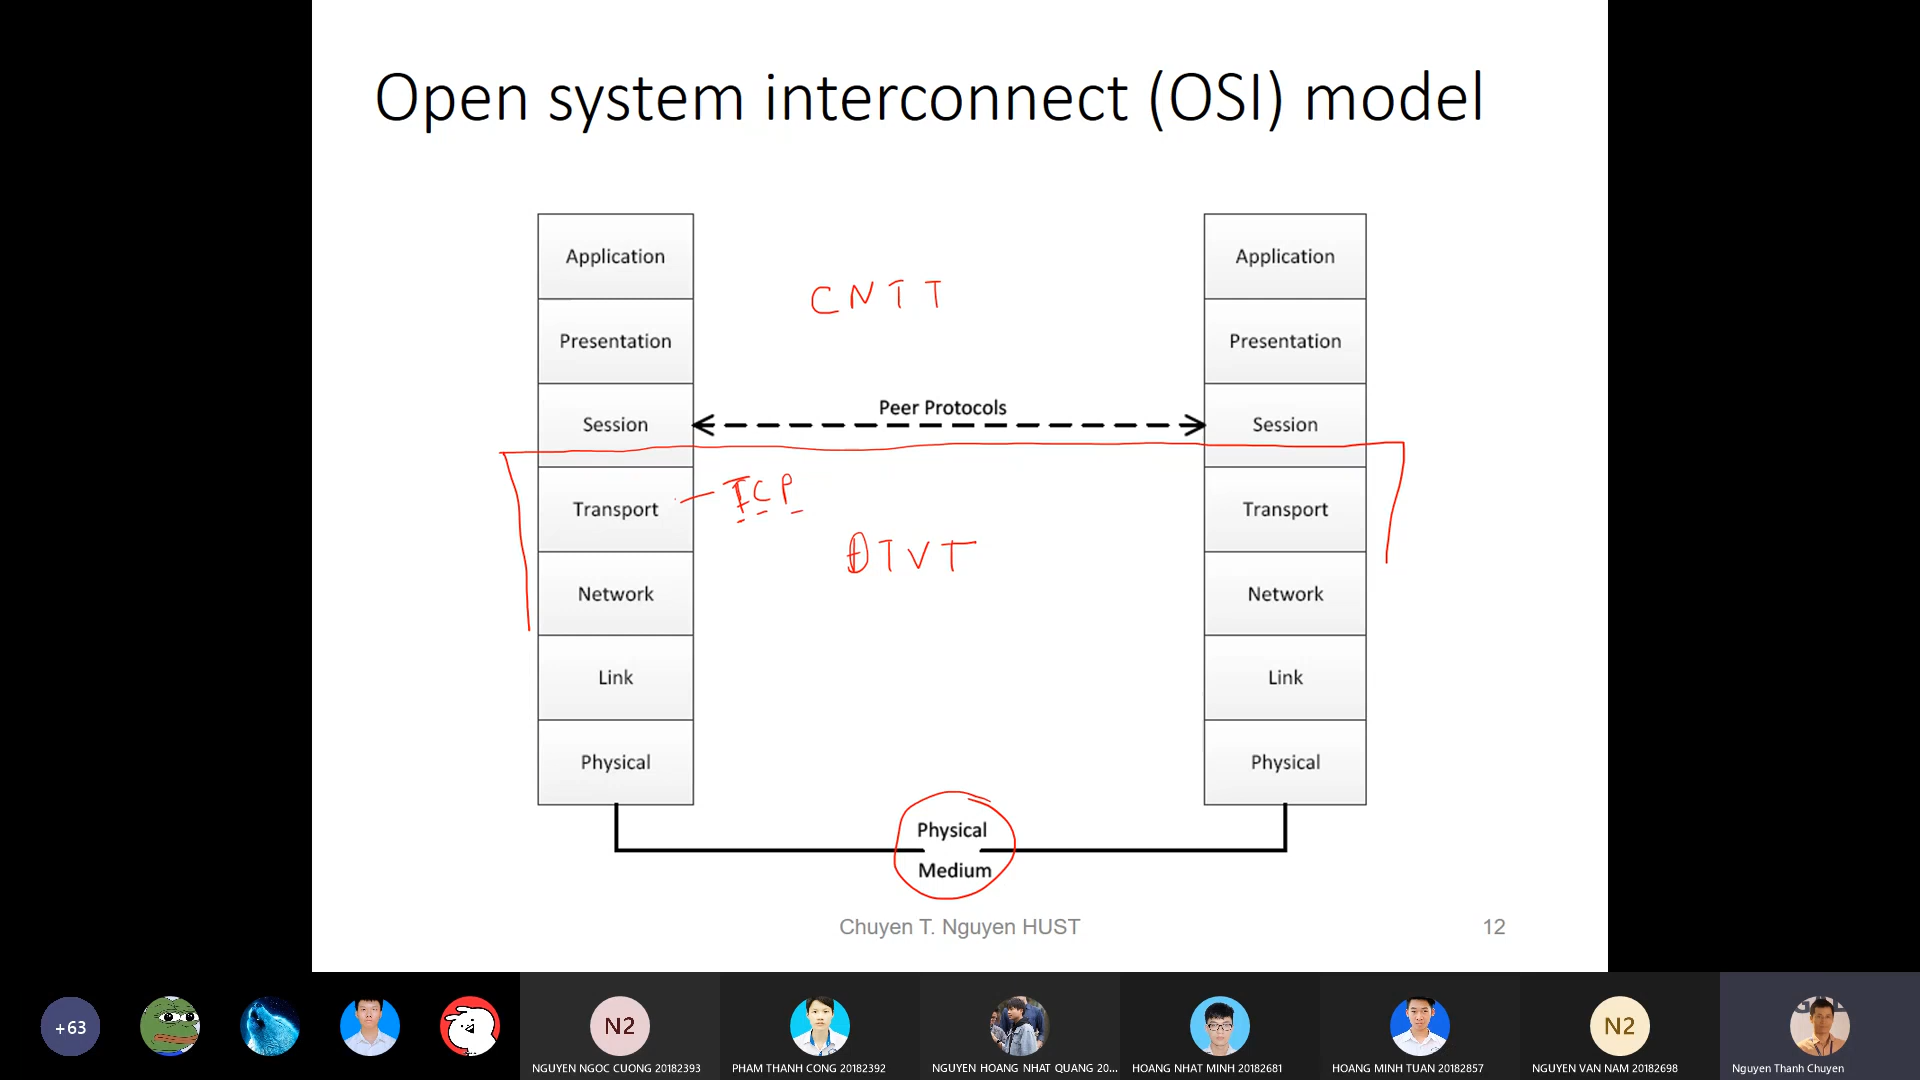 Open system interconnect (OSI) model
Application
Application
CNTT
Presentation
Presentation
Peer Protocols
Session
Session
TCP
Transport
Transport
ĐTVT
Network
Network
Link
Link
Physical
Physical
Physical
Medium
Chuyen T. Nguyen HUST
12
+63
N2
N2
NGUYEN NGOC CUONG 20182393
PHAM THANH CONG 20182392
NGUYEN HOANG NHAT QUANG 20...
HOANG NHAT MINH 20182681
HOANG MINH TUAN 20182857
NGUYEN VAN NAM 20182698
Nguyen Thanh Chuyen